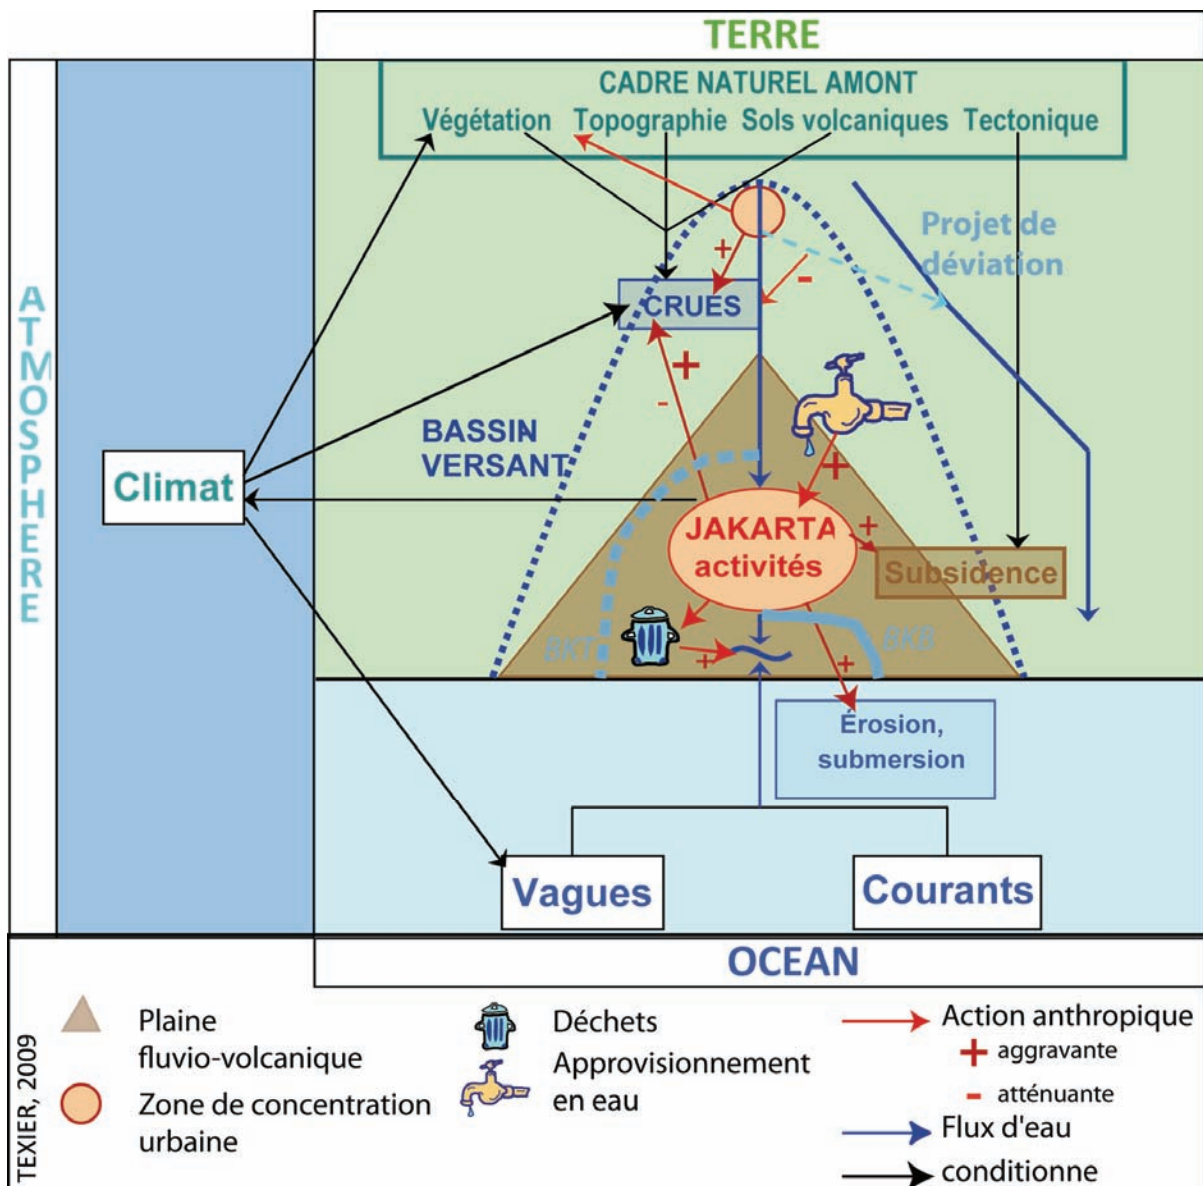 TERRE
CADRE NATUREL AMONT
Végétation Topographie Sols volcaniques Tectonique
Projet de
déviation
+
-
CRUES
+
-
ATMOSPHERE
BASSIN
VERSANT
+
Climat
JAKARTA
activités
+
Subsidence
BKT
BKB
+
+
Érosion,
submersion
Vagues
Courants
OCEAN
TEXIER, 2009
Plaine
fluvio-volcanique
Zone de concentration
urbaine
Déchets
Approvisionnement
en eau
Action anthropique
+ aggravante
- atténuante
Flux d'eau
conditionne